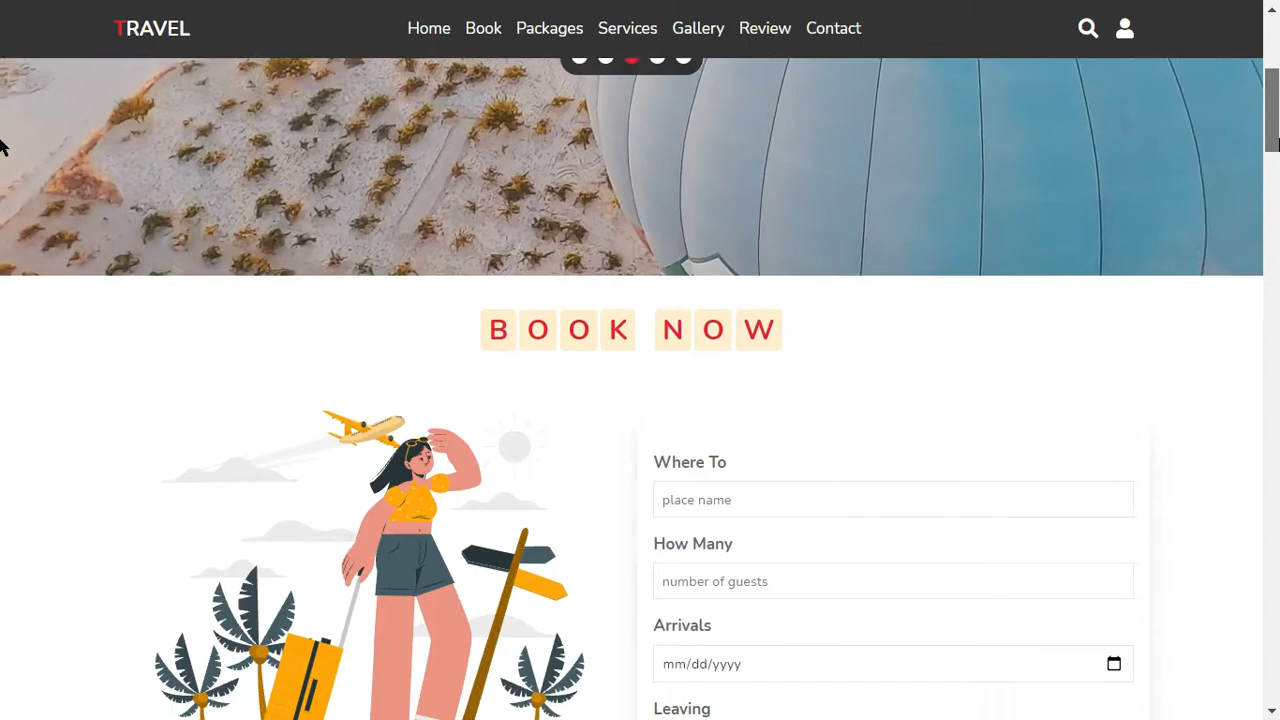 TRAVEL
Home Book Packages Services Gallery Review Contact
BOOK NOW
Where To
place name
How Many
number of guests
Arrivals
mm/dd/yyyy
Leaving